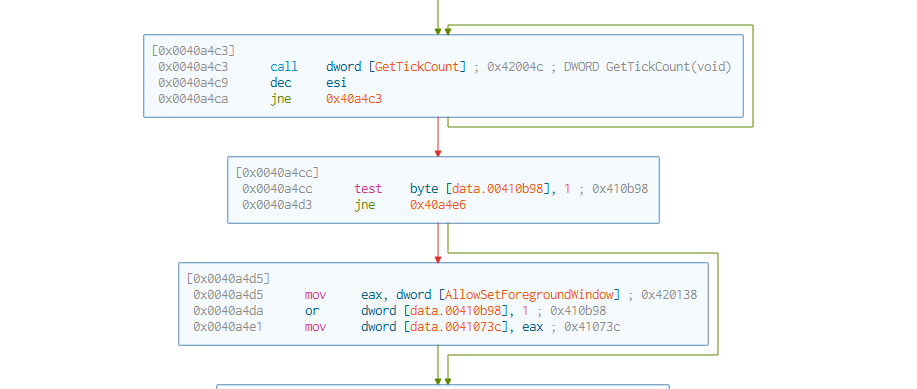 [0x0040a4c3]
0x0040a4c3 call dword [GetTickCount] ; 0x42004c ; DWORD GetTickCount(void)
0x0040a4c9 dec esi
0x0040a4ca jne 0x40a4c3
[0x0040a4cc]
0x0040a4cc test byte [data.00410b98], 1 ; 0x410b98
0x0040a4d3 jne 0x40a4e6
[0x0040a4d5]
0x0040a4d5 mov eax, dword [AllowSetForegroundWindow] ; 0x420138
0x0040a4da or dword [data.00410b98], 1 ; 0x410b98
0x0040a4e1 mov dword [data.0041073c], eax ; 0x41073c